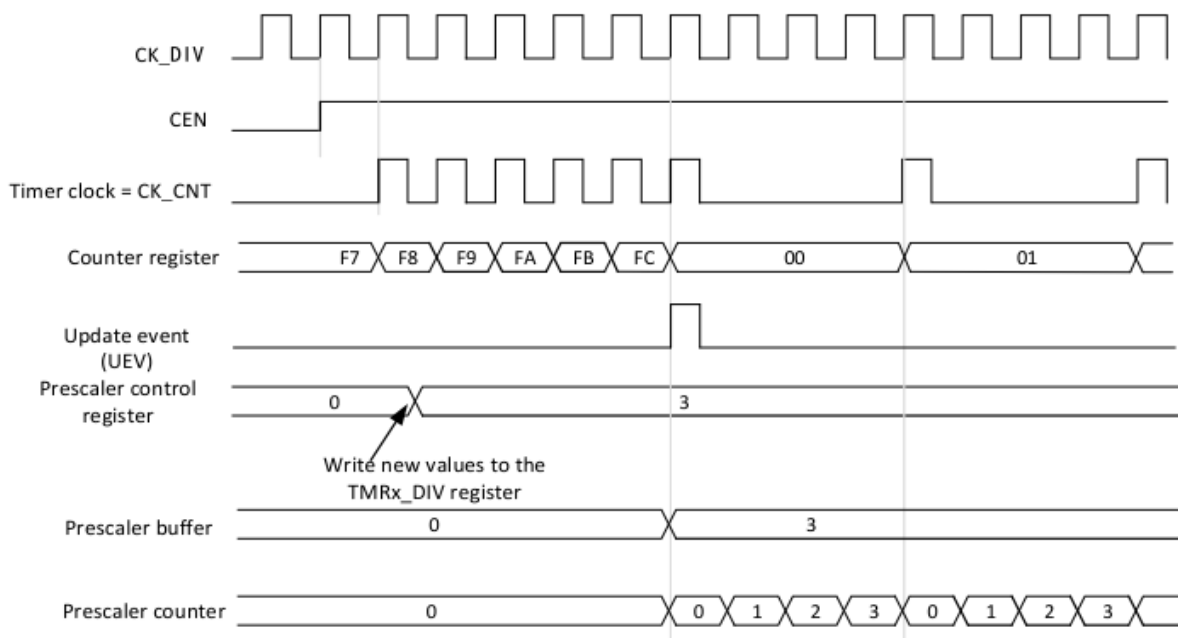 CK_DIV
CEN
Timer clock = CK_CNT
Counter register
F7 F8 F9 FA FB FC 00 01
Update event
(UEV)
Prescaler control
register
0 3
Write new values to the
TMRx_DIV register
Prescaler buffer
0 3
Prescaler counter
0 0 1 2 3 0 1 2 3